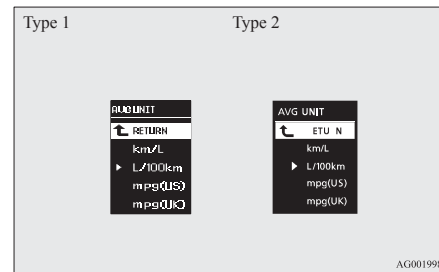 Type 1
Type 2
AVG UNIT
RETURN
km/L
L/100km
mpg(US)
mpg(UK)
AVG UNIT
ETU N
km/L
L/100km
mpg(US)
mpg(UK)
AG001998